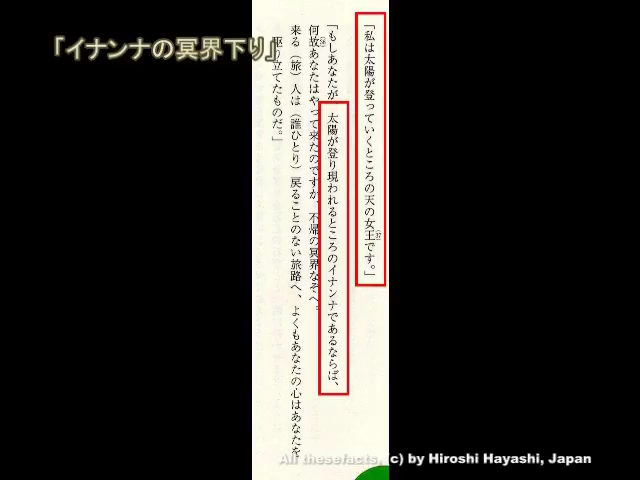 「イナンナの冥界下り」
「私は太陽が登っていくところの天の女王です。」
「もしあなたが、太陽が登り現われるところのイナンナであるならば、
何故あなたはやって来たのですか、不帰の冥界なぞへ。
来る（旅）人は（誰ひとり）戻ることのない旅路へ、よくもあなたの心はあなたを
駆り立てたものだ。」
All thesefacts, (c) by Hiroshi Hayashi, Japan